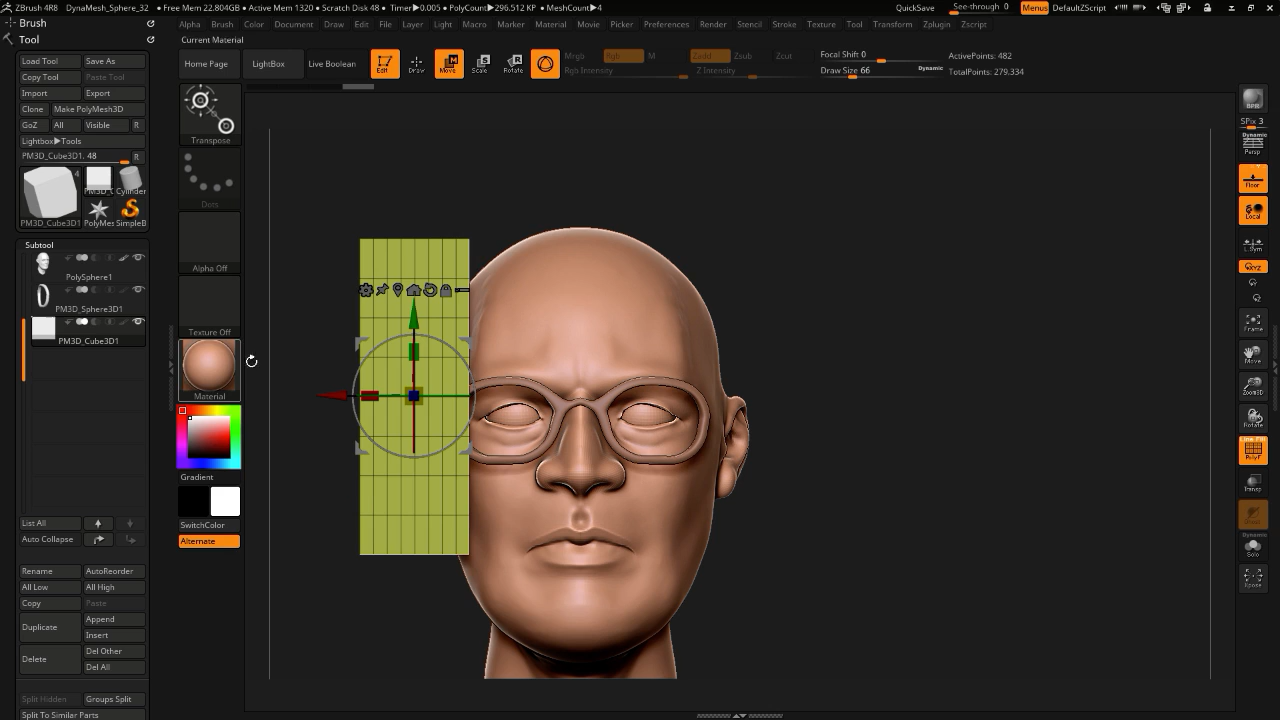 ZBrush 4R8 DynaMesh_Sphere_32 • Free Memory 22.804GB • Active Mem 1320 • Scratch Disk 48 • Timer▶0.005 • PolyCount▶296.512 KP • MeshCount▶4
QuickSave See-through 0 Menus DefaultZScript
Brush
Alpha Brush Color Document Draw Edit File Layer Light Macro Marker Material Movie Picker Preferences Render Stencil Stroke Texture Tool Transform Zplugin Zscript
Tool
Current Material
Load Tool Save As
Copy Tool Paste Tool
Import Export
Clone Make PolyMesh3D
GoZ All Visible R
Lightbox▶Tools
PM3D_Cube3D1. 48 R
4
PM3D_C Cylinder
PM3D_Cube3D1 PolyMes SimpleB
Home Page LightBox Live Boolean Edit Draw Move Scale Rotate
Mrgb Rgb M
Rgb Intensity
Zadd Zsub Zcut
Z Intensity
Focal Shift 0
Draw Size 66 Dynamic
ActivePoints: 482
TotalPoints: 279.334
Subtool
PolySphere1
PM3D_Sphere3D1
PM3D_Cube3D1
List All
Auto Collapse
Rename AutoReorder
All Low All High
Copy Paste
Duplicate Append
Insert
Delete Del Other
Del All
Split Hidden Groups Split
Split To Similar Parts
Transpose
Dots
Alpha Off
Texture Off
Material
Gradient
SwitchColor
Alternate
BPR
SPix 3
Dynamic
Persp
Floor
Local
L.Sym
XYZ
Frame
Move
Zoom3D
Rotate
Line Fill
PolyF
Transp
Dynamic
Solo
Xpose